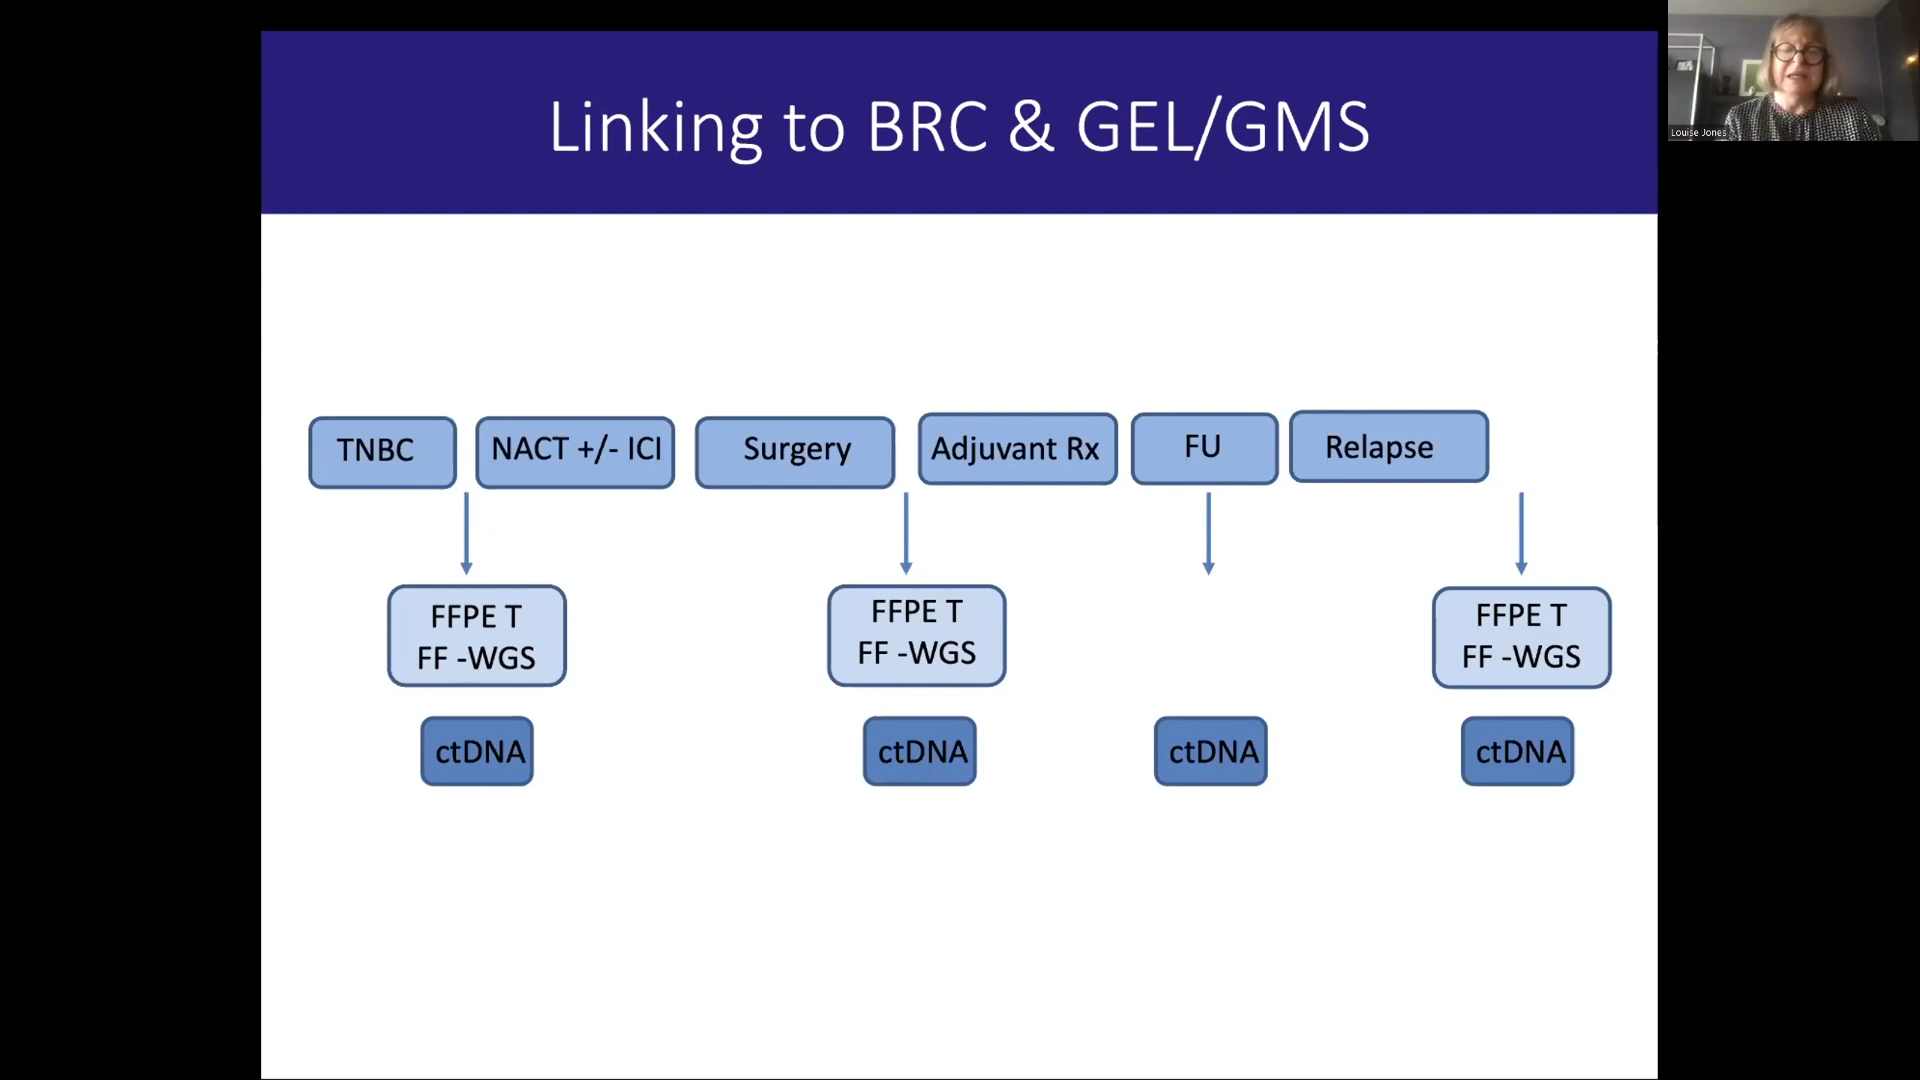 Linking to BRC & GEL/GMS
Louise Jones
TNBC
NACT +/- ICI
Surgery
Adjuvant Rx
FU
Relapse
FFPE T
FF -WGS
FFPE T
FF -WGS
FFPE T
FF -WGS
ctDNA
ctDNA
ctDNA
ctDNA